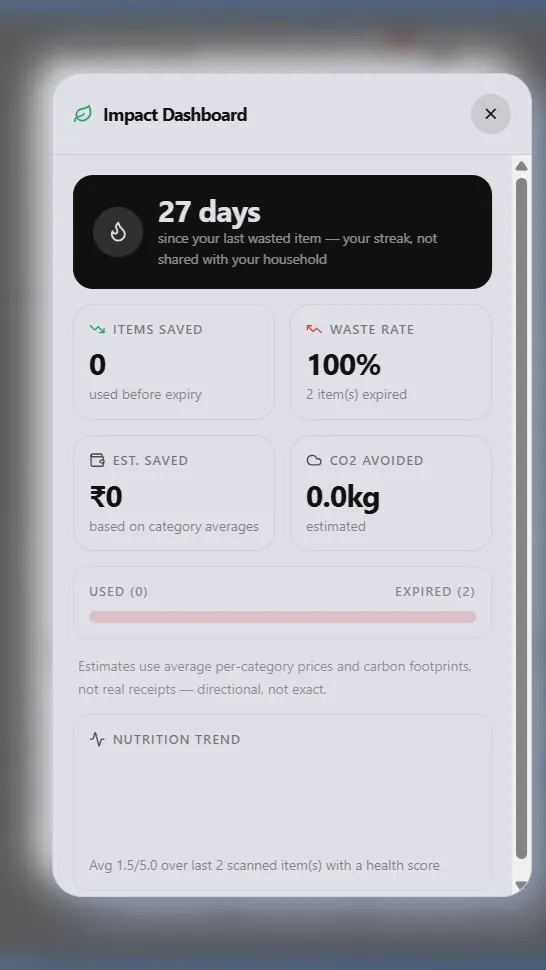 Impact Dashboard
27 days
since your last wasted item — your streak, not
shared with your household
ITEMS SAVED
0
used before expiry
WASTE RATE
100%
2 item(s) expired
EST. SAVED
₹0
based on category averages
CO2 AVOIDED
0.0kg
estimated
USED (0)
EXPIRED (2)
Estimates use average per-category prices and carbon footprints,
not real receipts — directional, not exact.
NUTRITION TREND
Avg 1.5/5.0 over last 2 scanned item(s) with a health score